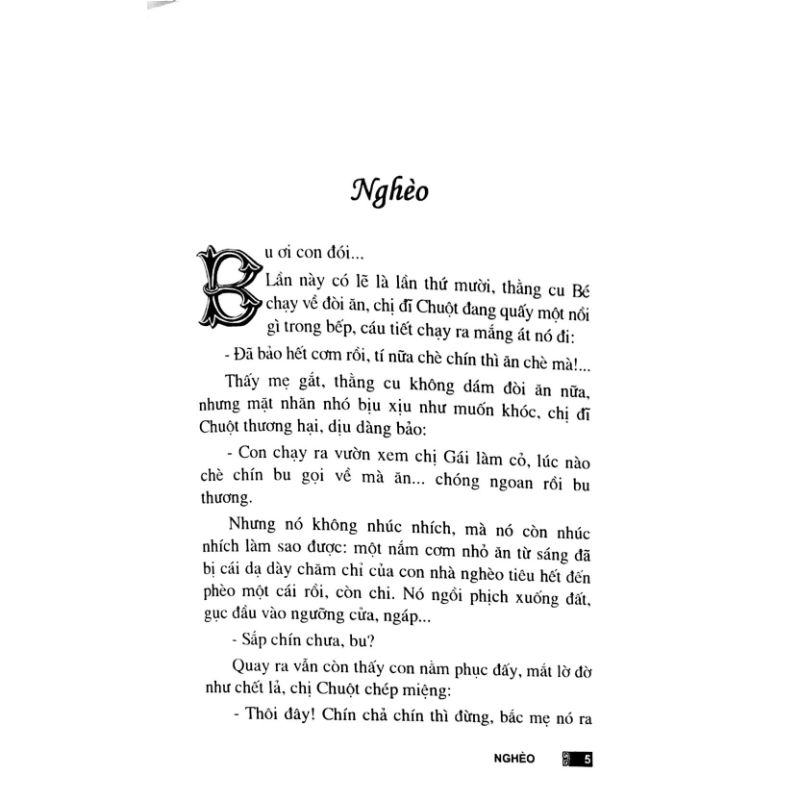 Nghèo
Bu ơi con đói...
Lần này có lẽ là lần thứ mười, thằng cu Bé
chạy về đòi ăn, chị đĩ Chuột đang quấy một nồi
gì trong bếp, cáu tiết chạy ra mắng át nó đi:
- Đã bảo hết cơm rồi, tí nữa chè chín thì ăn chè mà!...
Thấy mẹ gắt, thằng cu không dám đòi ăn nữa,
nhưng mặt nhăn nhó bịu xịu như muốn khóc, chị đĩ
Chuột thương hại, dịu dàng bảo:
- Con chạy ra vườn xem chị Gái làm cỏ, lúc nào
chè chín bu gọi về mà ăn... chóng ngoan rồi bu
thương.
Nhưng nó không nhúc nhích, mà nó còn nhúc
nhích làm sao được: một nắm cơm nhỏ ăn từ sáng đã
bị cái dạ dày chăm chỉ của con nhà nghèo tiêu hết đến
phèo một cái rồi, còn chi. Nó ngồi phịch xuống đất,
gục đầu vào ngưỡng cửa, ngáp...
- Sắp chín chưa, bu?
Quay ra vẫn còn thấy con nằm phục đấy, mắt lờ đờ
như chết lả, chị Chuột chép miệng:
- Thôi đây! Chín chả chín thì đừng, bắc mẹ nó ra
NGHÈO 5